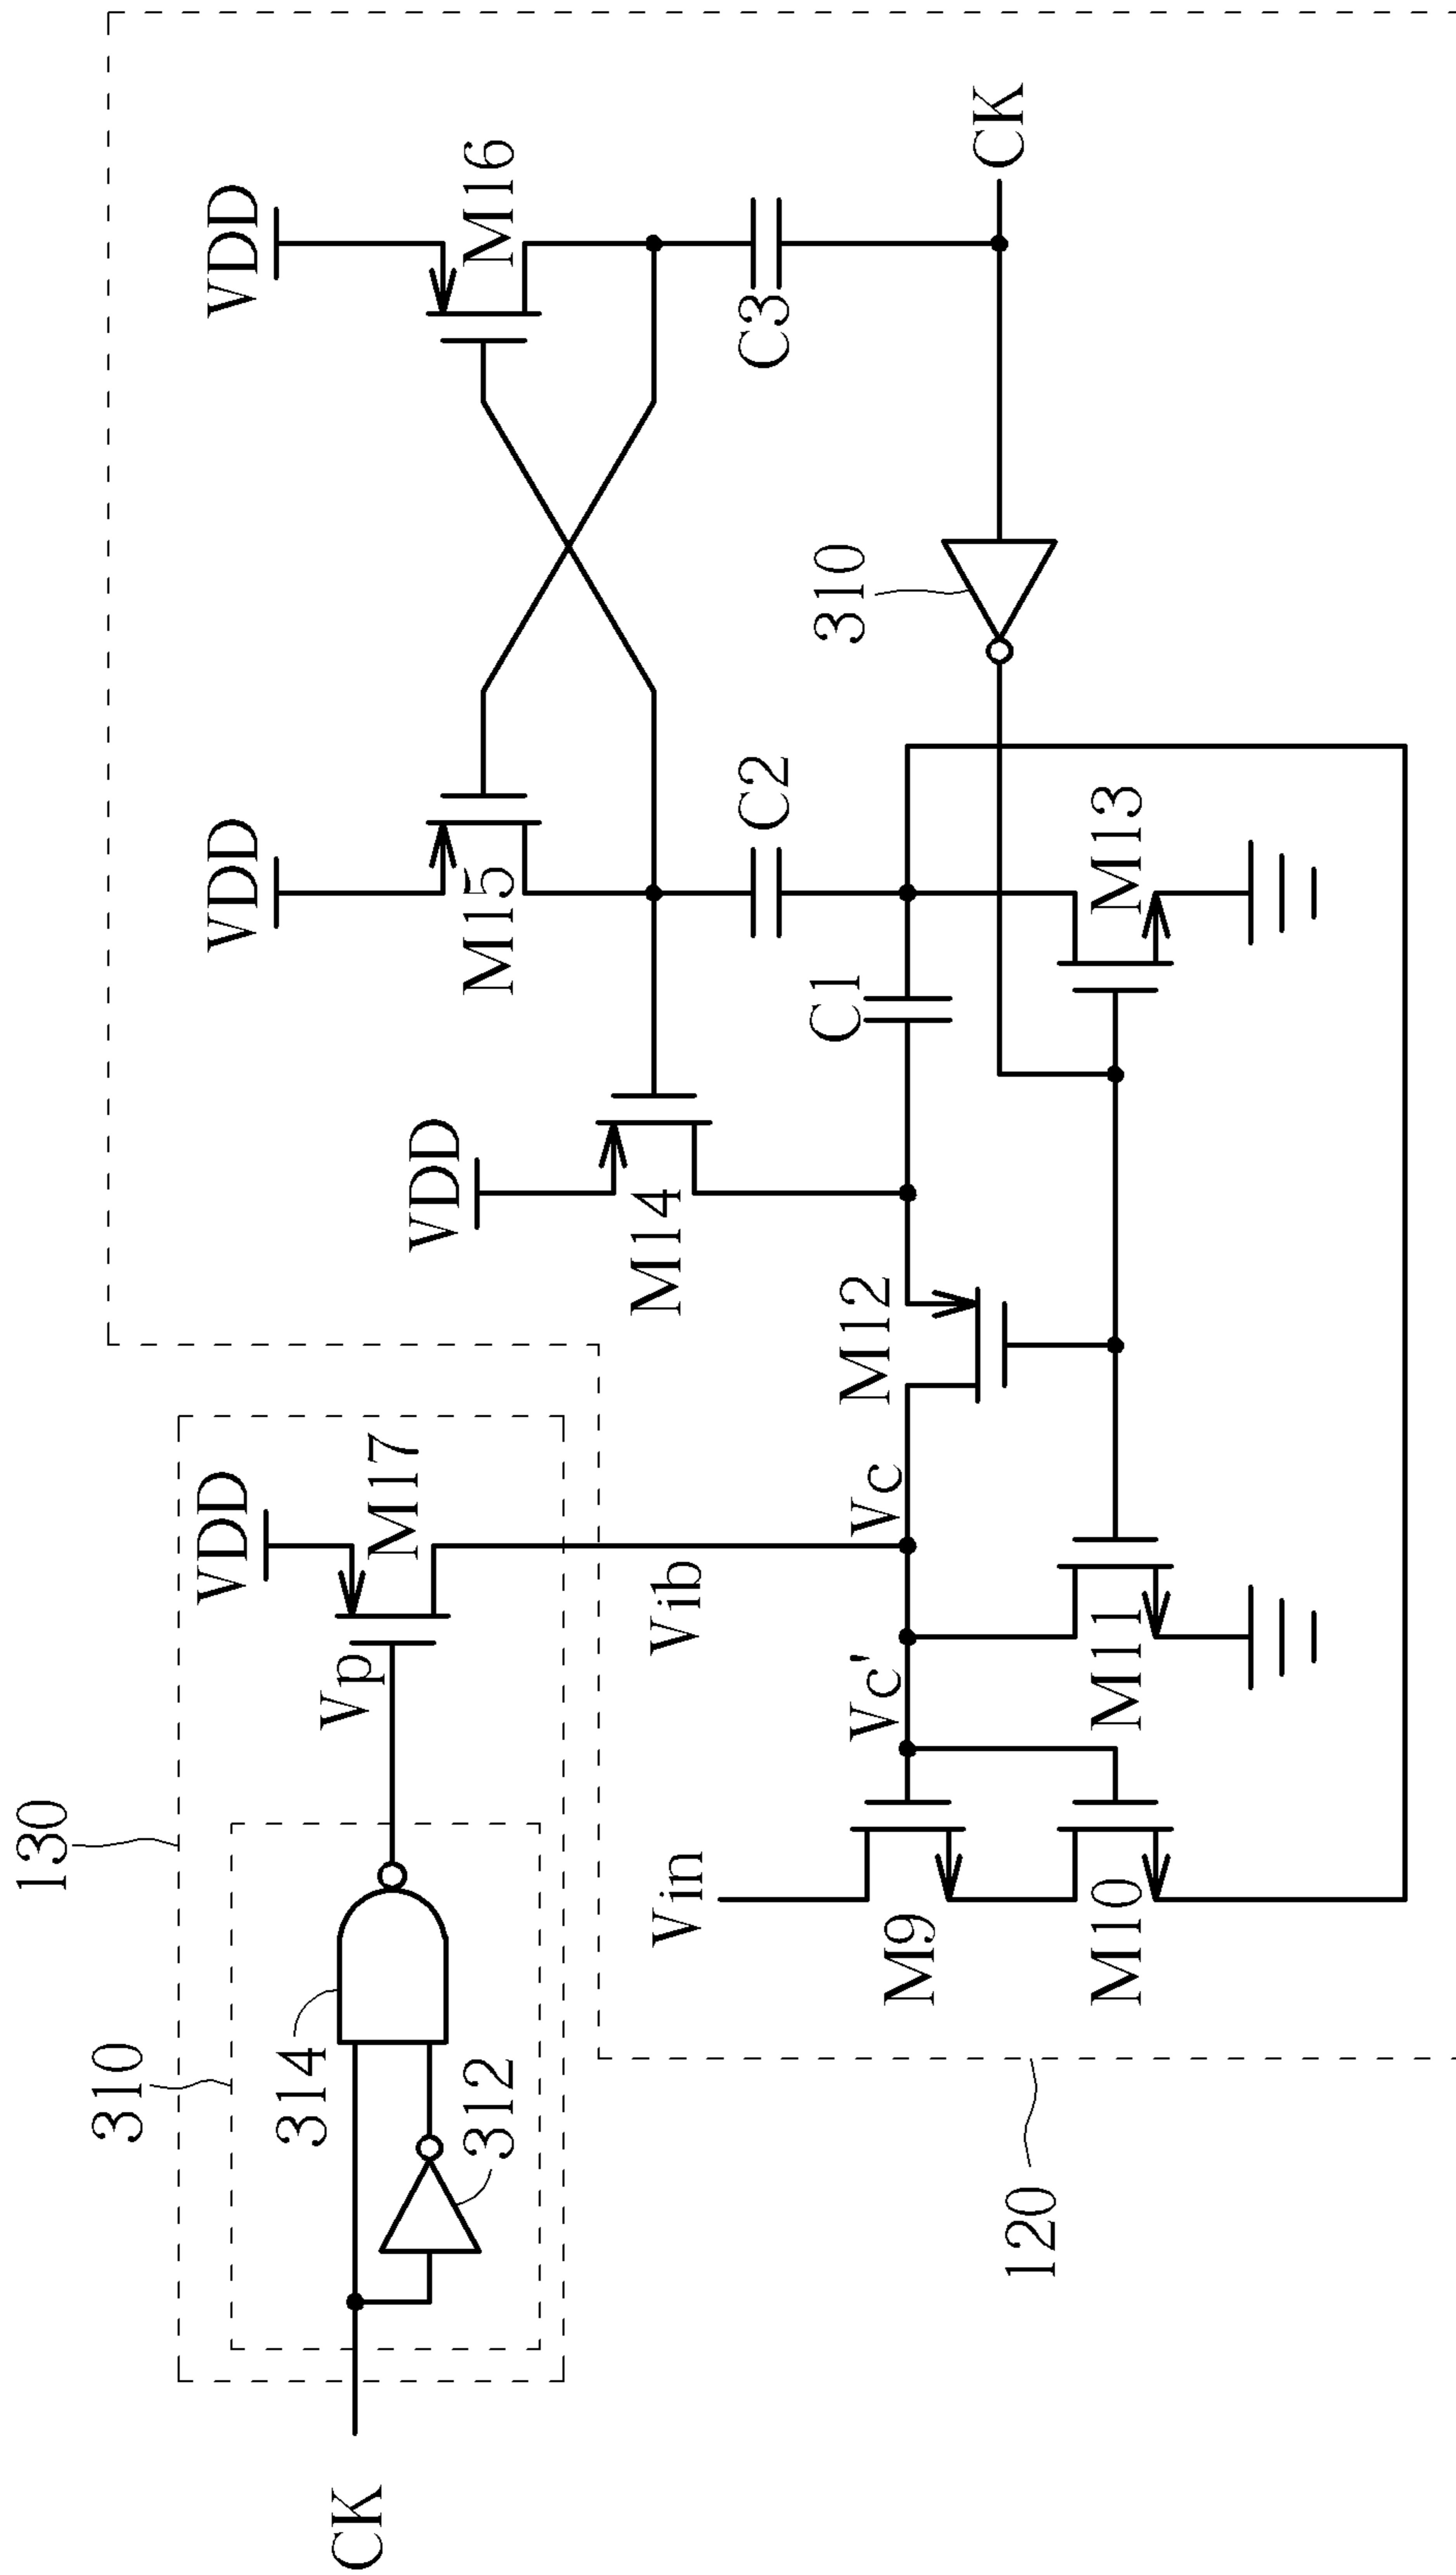 130
310
CK
314
312
Vp
VDD
M17
Vib
VDD
M14
VDD
M15
VDD
M16
C2
C3
C1
310
CK
Vin
M9
M10
Vc'
Vc
M11
M12
M13
120